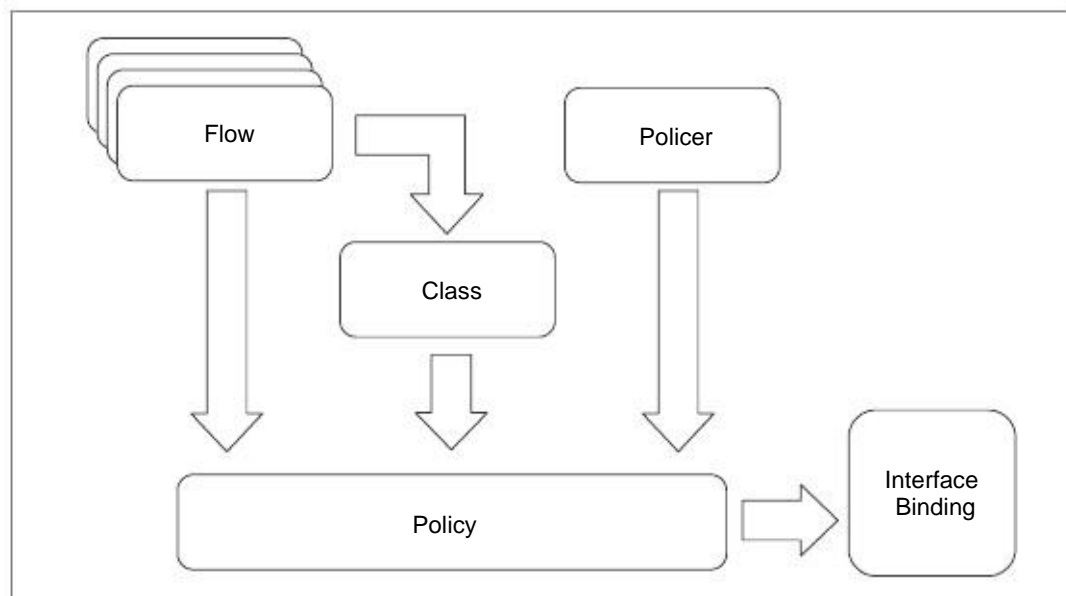 Flow
Policer
Class
Policy
Interface
Binding